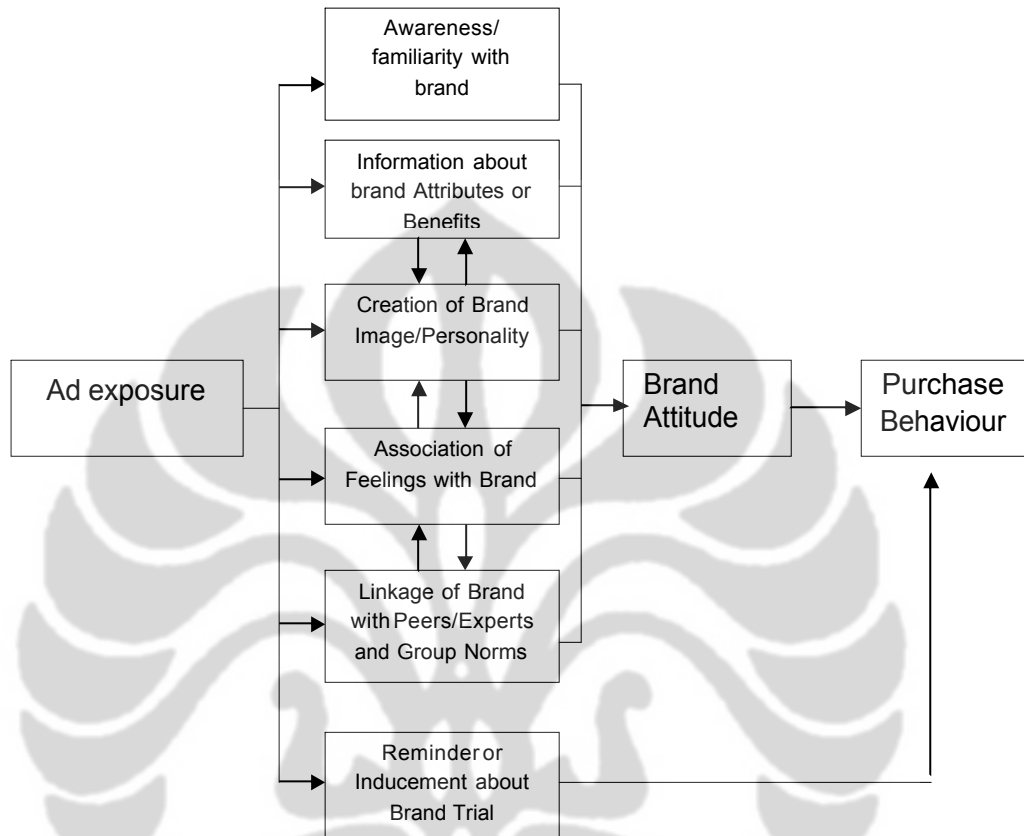 Awareness/
familiarity with
brand
Information about
brand Attributes or
Benefits
Creation of Brand
Image/Personality
Ad exposure
Brand
Attitude
Purchase
Behaviour
Association of
Feelings with Brand
Linkage of Brand
with Peers/Experts
and Group Norms
Reminder or
Inducement about
Brand Trial